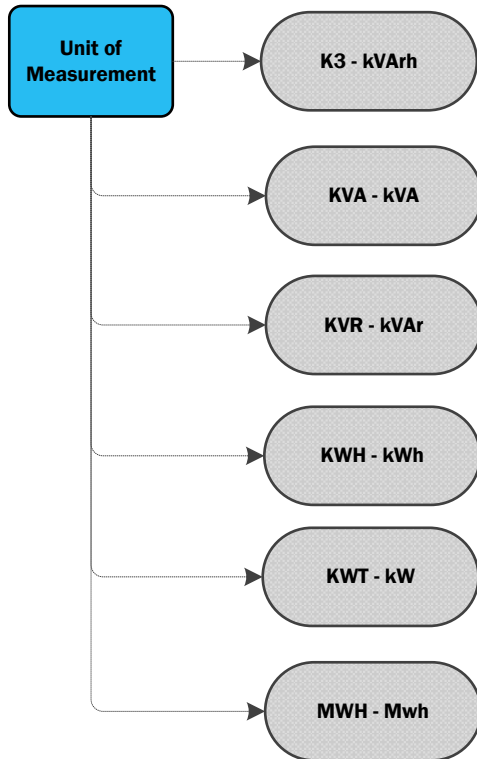 Unit of
Measurement
K3 - kVArh
KVA - kVA
KVR - kVAr
KWH - kWh
KWT - kW
MWH - Mwh